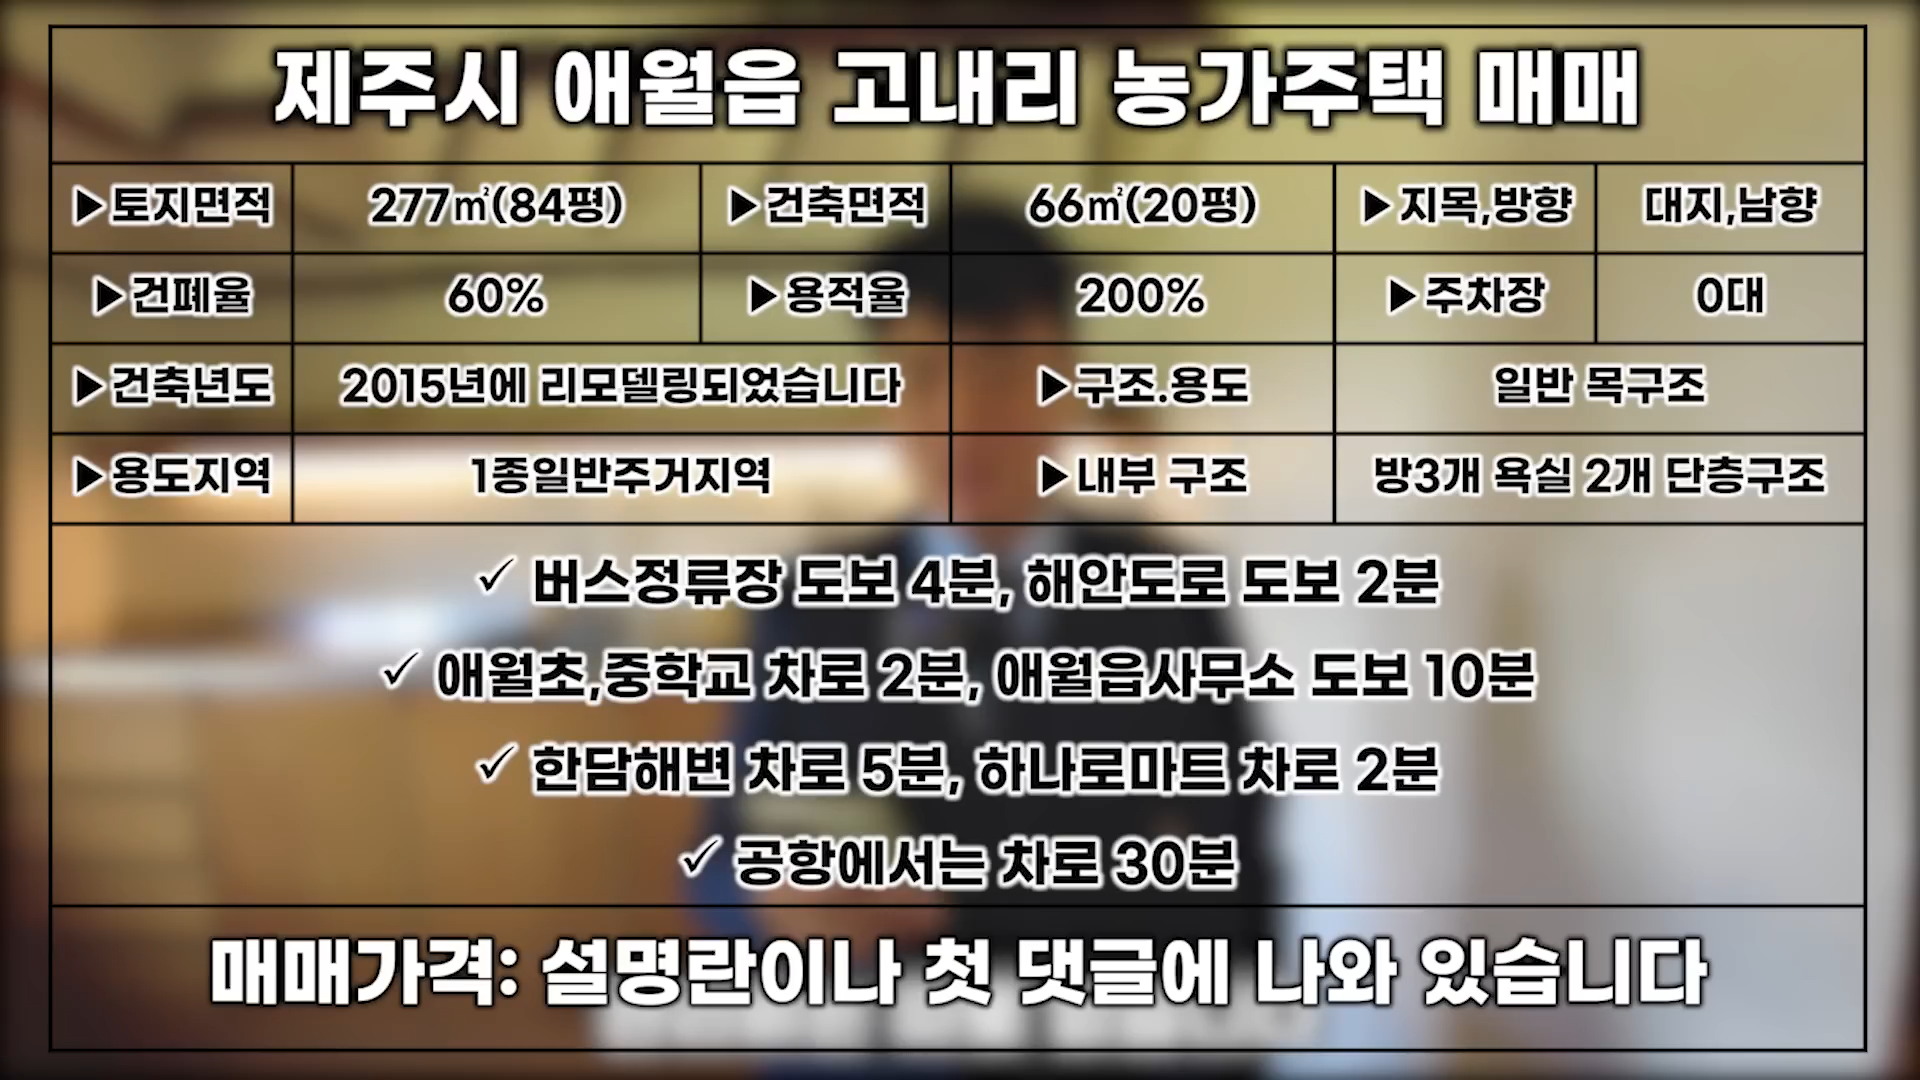 제주시 애월읍 고내리 농가주택 매매
▶토지면적 277㎡(84평) ▶건축면적 66㎡(20평) ▶지목,방향 대지,남향
▶건폐율 60% ▶용적율 200% ▶주차장 0대
▶건축년도 2015년에 리모델링되었습니다 ▶구조.용도 일반 목구조
▶용도지역 1종일반주거지역 ▶내부 구조 방3개 욕실 2개 단층구조
✓ 버스정류장 도보 4분, 해안도로 도보 2분
✓ 애월초,중학교 차로 2분, 애월읍사무소 도보 10분
✓ 한담해변 차로 5분, 하나로마트 차로 2분
✓ 공항에서는 차로 30분
매매가격: 설명란이나 첫 댓글에 나와 있습니다